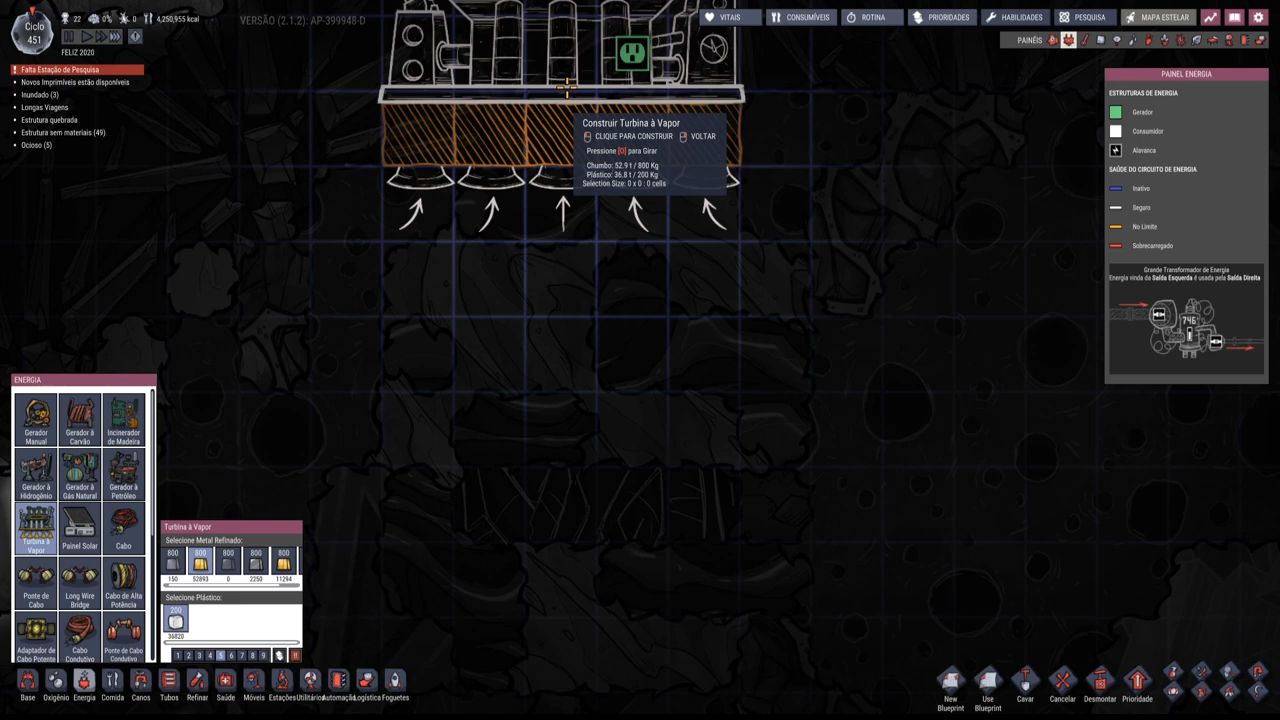 Ciclo
451
22
0%
0
4,250,955 kcal
FELIZ 2020
VERSÃO (2.1.2): AP-399948-D
VITAIS
CONSUMÍVEIS
ROTINA
PRIORIDADES
HABILIDADES
PESQUISA
MAPA ESTELAR
PAINÉIS
! Falta Estação de Pesquisa
• Novos Imprimíveis estão disponíveis
• Inundado (3)
• Longas Viagens
• Estrutura quebrada
• Estrutura sem materiais (49)
• Ocioso (5)
Construir Turbina à Vapor
CLIQUE PARA CONSTRUIR
VOLTAR
Pressione [O] para Girar
Chumbo: 52.9 t / 800 Kg
Plástico: 36.8 t / 200 Kg
Selection Size: 0 x 0 : 0 cells
PAINEL ENERGIA
ESTRUTURAS DE ENERGIA
Gerador
Consumidor
Alavanca
SAÚDE DO CIRCUITO DE ENERGIA
Inativo
Seguro
No Limite
Sobrecarregado
Grande Transformador de Energia
Energia vinda da Saída Esquerda é usada pela Saída Direita
ENERGIA
Gerador Manual
Gerador à Carvão
Incinerador de Madeira
Gerador à Hidrogênio
Gerador à Gás Natural
Gerador à Petróleo
Turbina à Vapor
Painel Solar
Cabo
Ponte de Cabo
Long Wire Bridge
Cabo de Alta Potência
Adaptador de Cabo Potente
Cabo Condutivo
Ponte de Cabo Condutivo
Turbina à Vapor
Selecione Metal Refinado:
800 800 800 800 800
150 52893 0 2250 11294
Selecione Plástico:
200
36820
1 2 3 4 5 6 7 8 9 !!
Base
Oxigênio
Energia
Comida
Canos
Tubos
Refinar
Saúde
Móveis
Estações
Utilitários
Automação
Logística
Foguetes
New Blueprint
Use Blueprint
Cavar
Cancelar
Desmontar
Prioridade